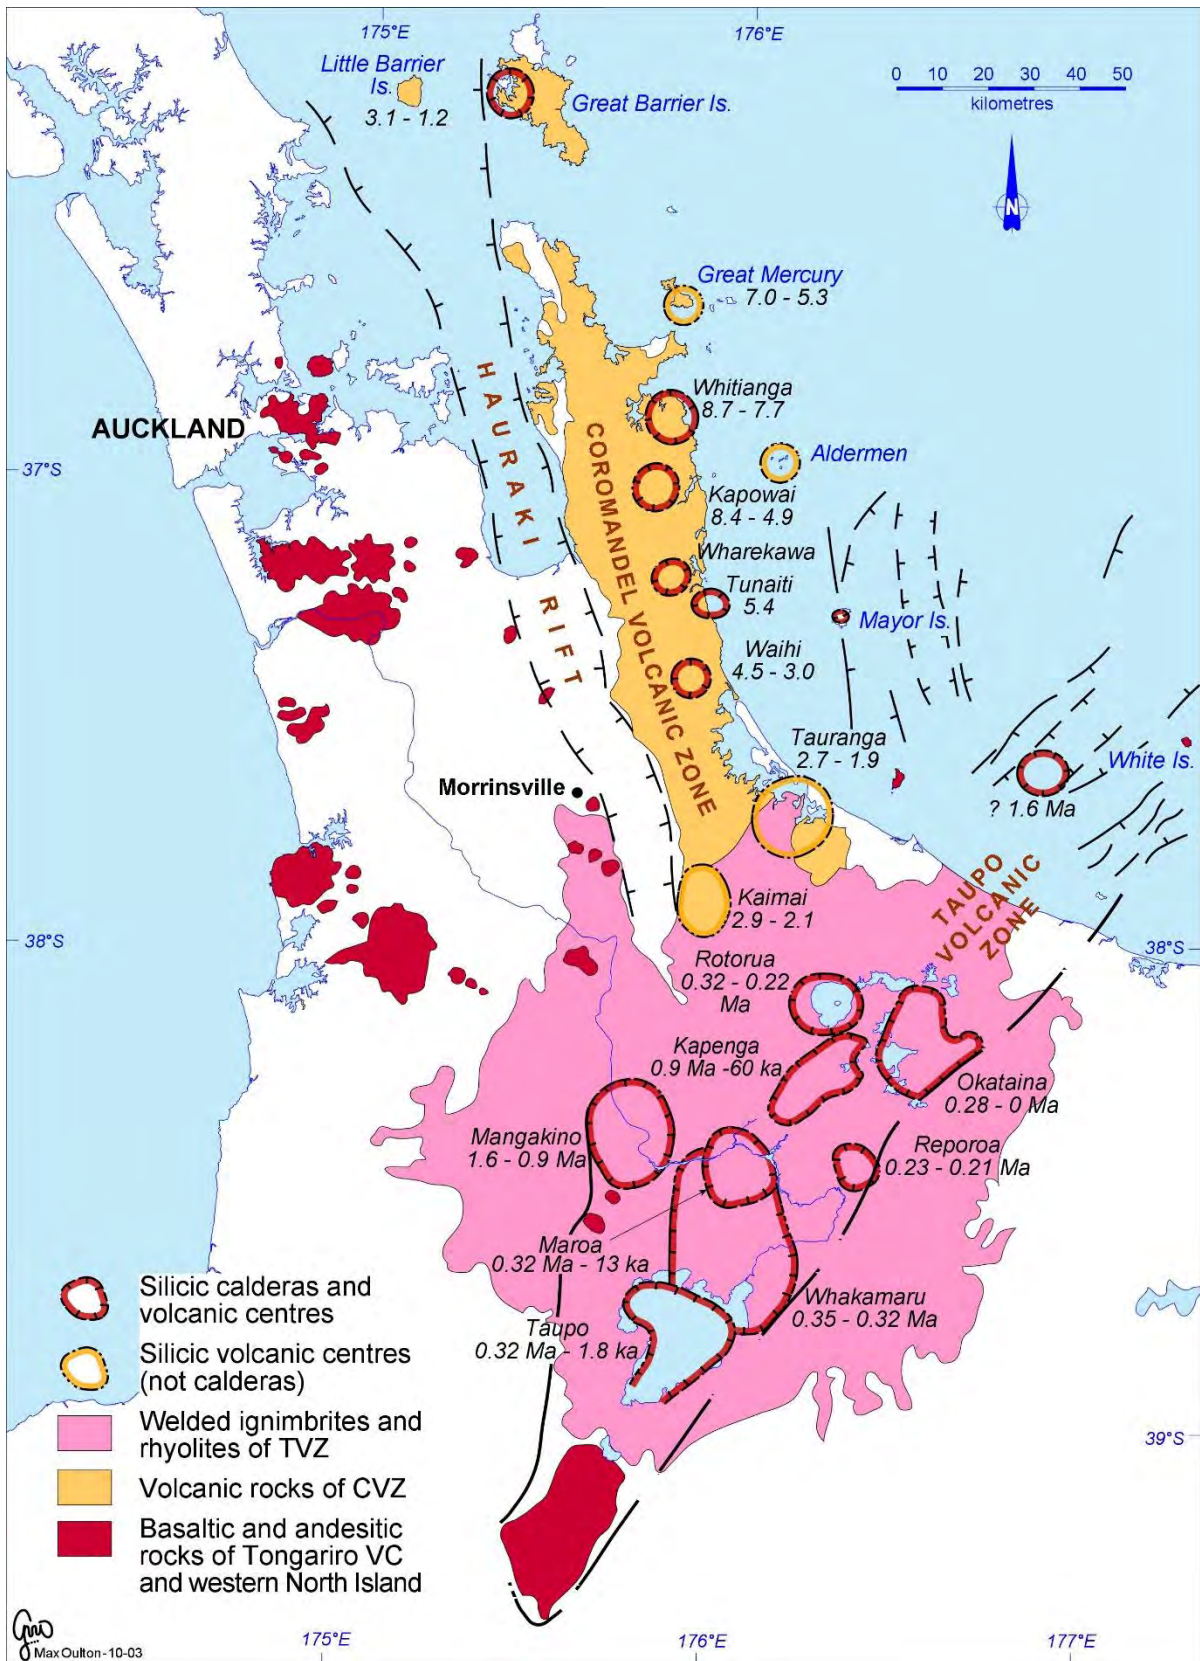 175°E
176°E
Little Barrier
Is.
3.1 - 1.2
Great Barrier Is.
0 10 20 30 40 50
kilometres
N
Great Mercury
7.0 - 5.3
HAURAKI
RIFT
COROMANDEL VOLCANIC ZONE
Whitianga
8.7 - 7.7
AUCKLAND
37°S
Aldermen
Kapowai
8.4 - 4.9
Wharekawa
Tunaiti
5.4
Mayor Is.
Waihi
4.5 - 3.0
Tauranga
2.7 - 1.9
White Is.
Morrinsville
? 1.6 Ma
TAUPO
VOLCANIC
ZONE
Kaimai
2.9 - 2.1
38°S
38°S
Rotorua
0.32 - 0.22
Ma
Kapenga
0.9 Ma -60 ka
Okataina
0.28 - 0 Ma
Mangakino
1.6 - 0.9 Ma
Reporoa
0.23 - 0.21 Ma
Maroa
0.32 Ma - 13 ka
Whakamaru
0.35 - 0.32 Ma
Taupo
0.32 Ma - 1.8 ka
Silicic calderas and
volcanic centres
Silicic volcanic centres
(not calderas)
Welded ignimbrites and
rhyolites of TVZ
39°S
Volcanic rocks of CVZ
Basaltic and andesitic
rocks of Tongariro VC
and western North Island
175°E
176°E
177°E
Max Oulton-10-03